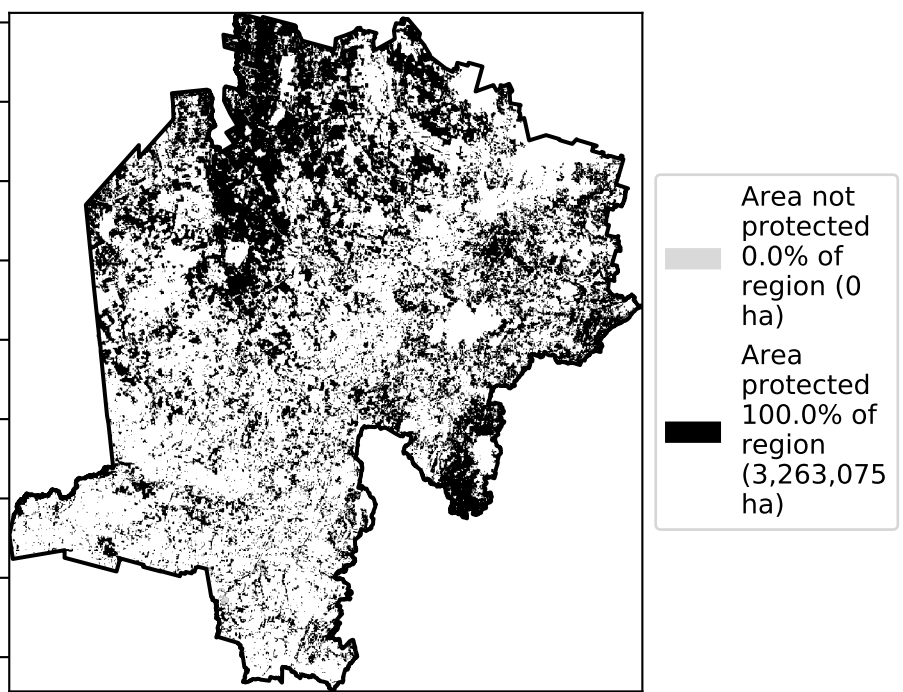 Area not
protected
0.0% of
region (0
ha)
Area
protected
100.0% of
region
(3,263,075
ha)